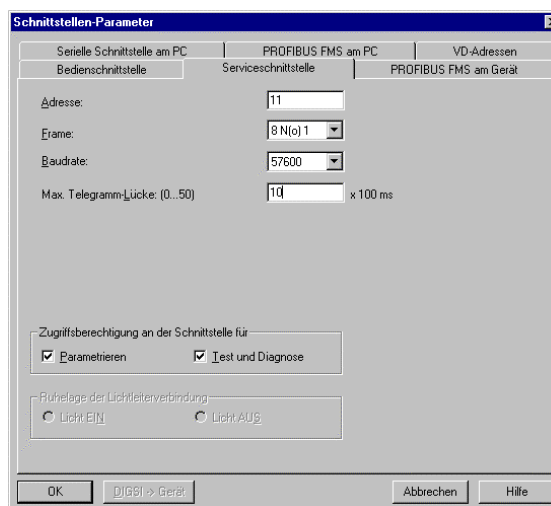 Schnittstellen-Parameter
Serielle Schnittstelle am PC PROFIBUS FMS am PC VD-Adressen
Bedienschnittstelle Serviceschnittstelle PROFIBUS FMS am Gerät
Adresse: 11
Frame: 8 N(o) 1
Baudrate: 57600
Max. Telegramm-Lücke: (0...50) 10 x 100 ms
Zugriffsberechtigung an der Schnittstelle für
Parametrieren Test und Diagnose
Ruhelage der Lichtleiterverbindung
Licht EIN Licht AUS
OK DIGSI -> Gerät Abbrechen Hilfe